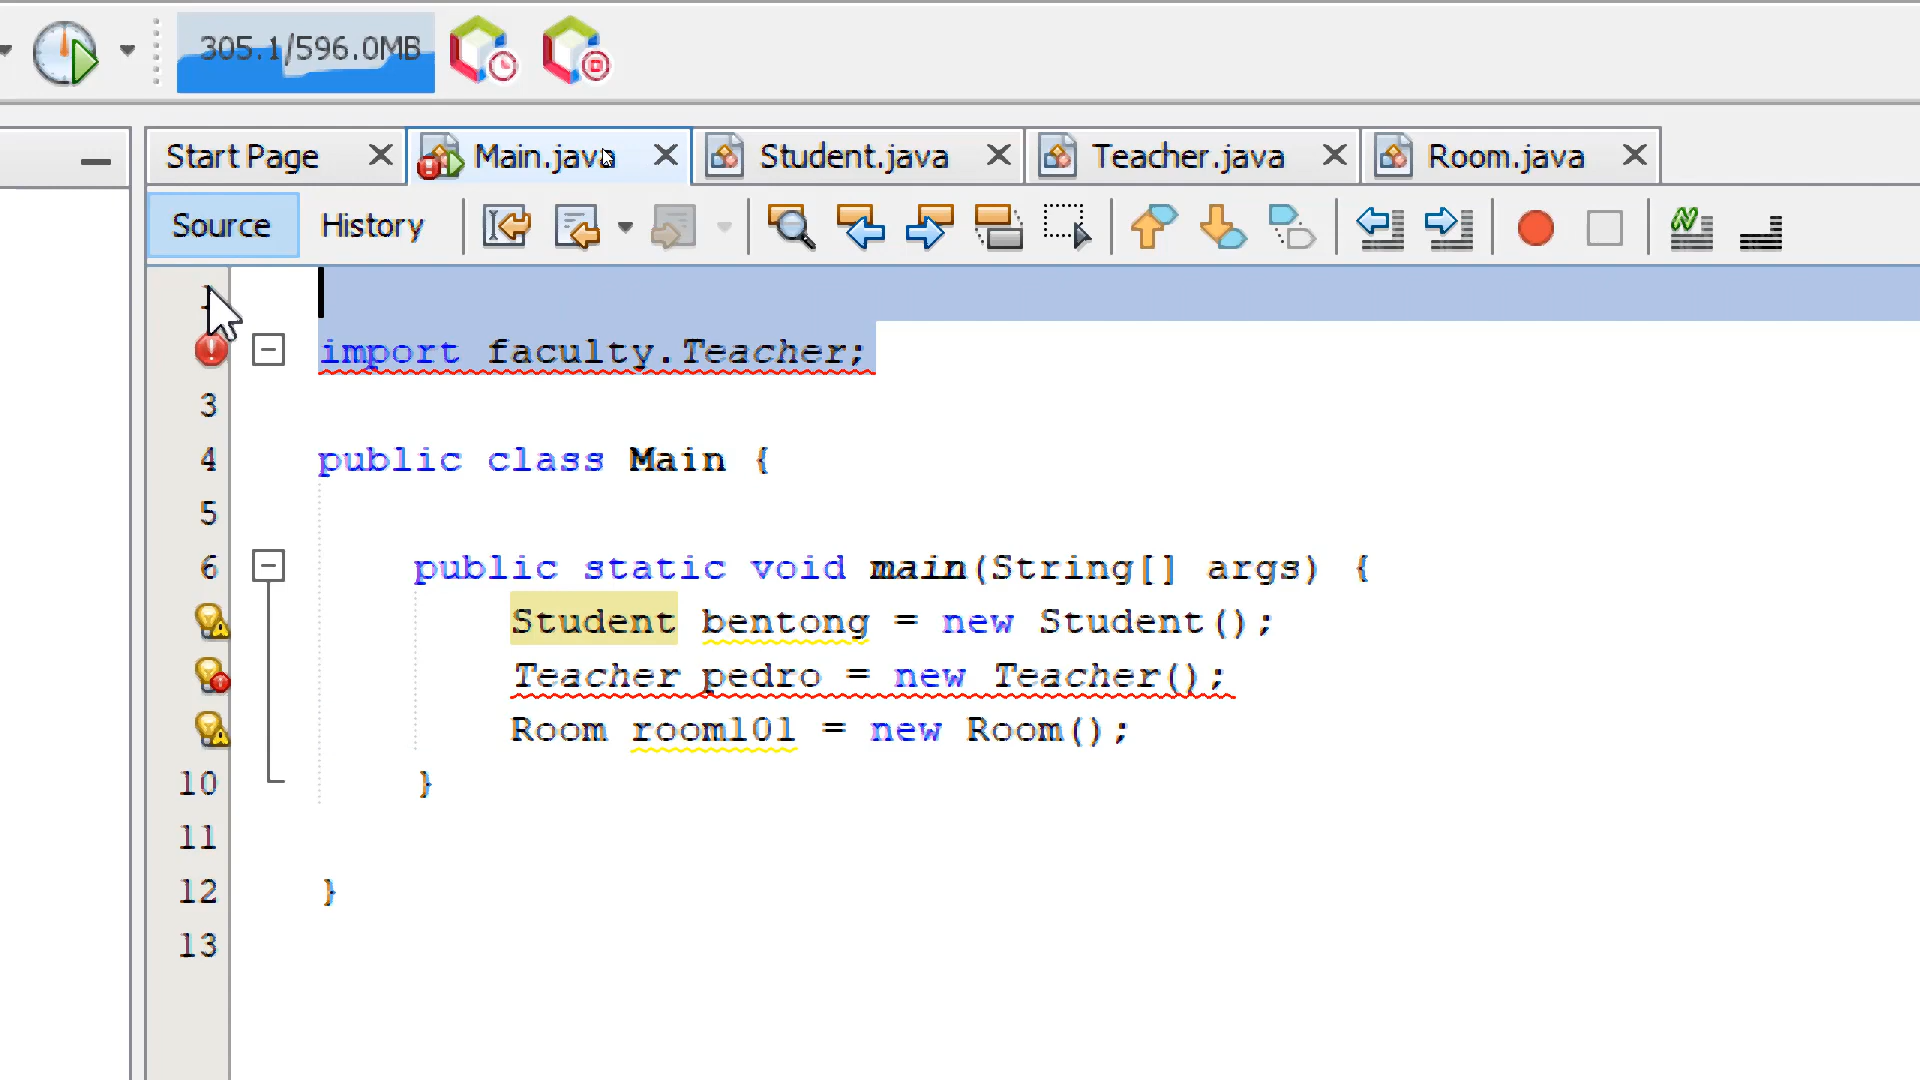 305.1/596.0MB
Start Page Main.java Student.java Teacher.java Room.java
Source History
1
import faculty.Teacher;
3
4 public class Main {
5
6 public static void main(String[] args) {
Student bentong = new Student();
Teacher pedro = new Teacher();
Room room101 = new Room();
10 }
11
12 }
13